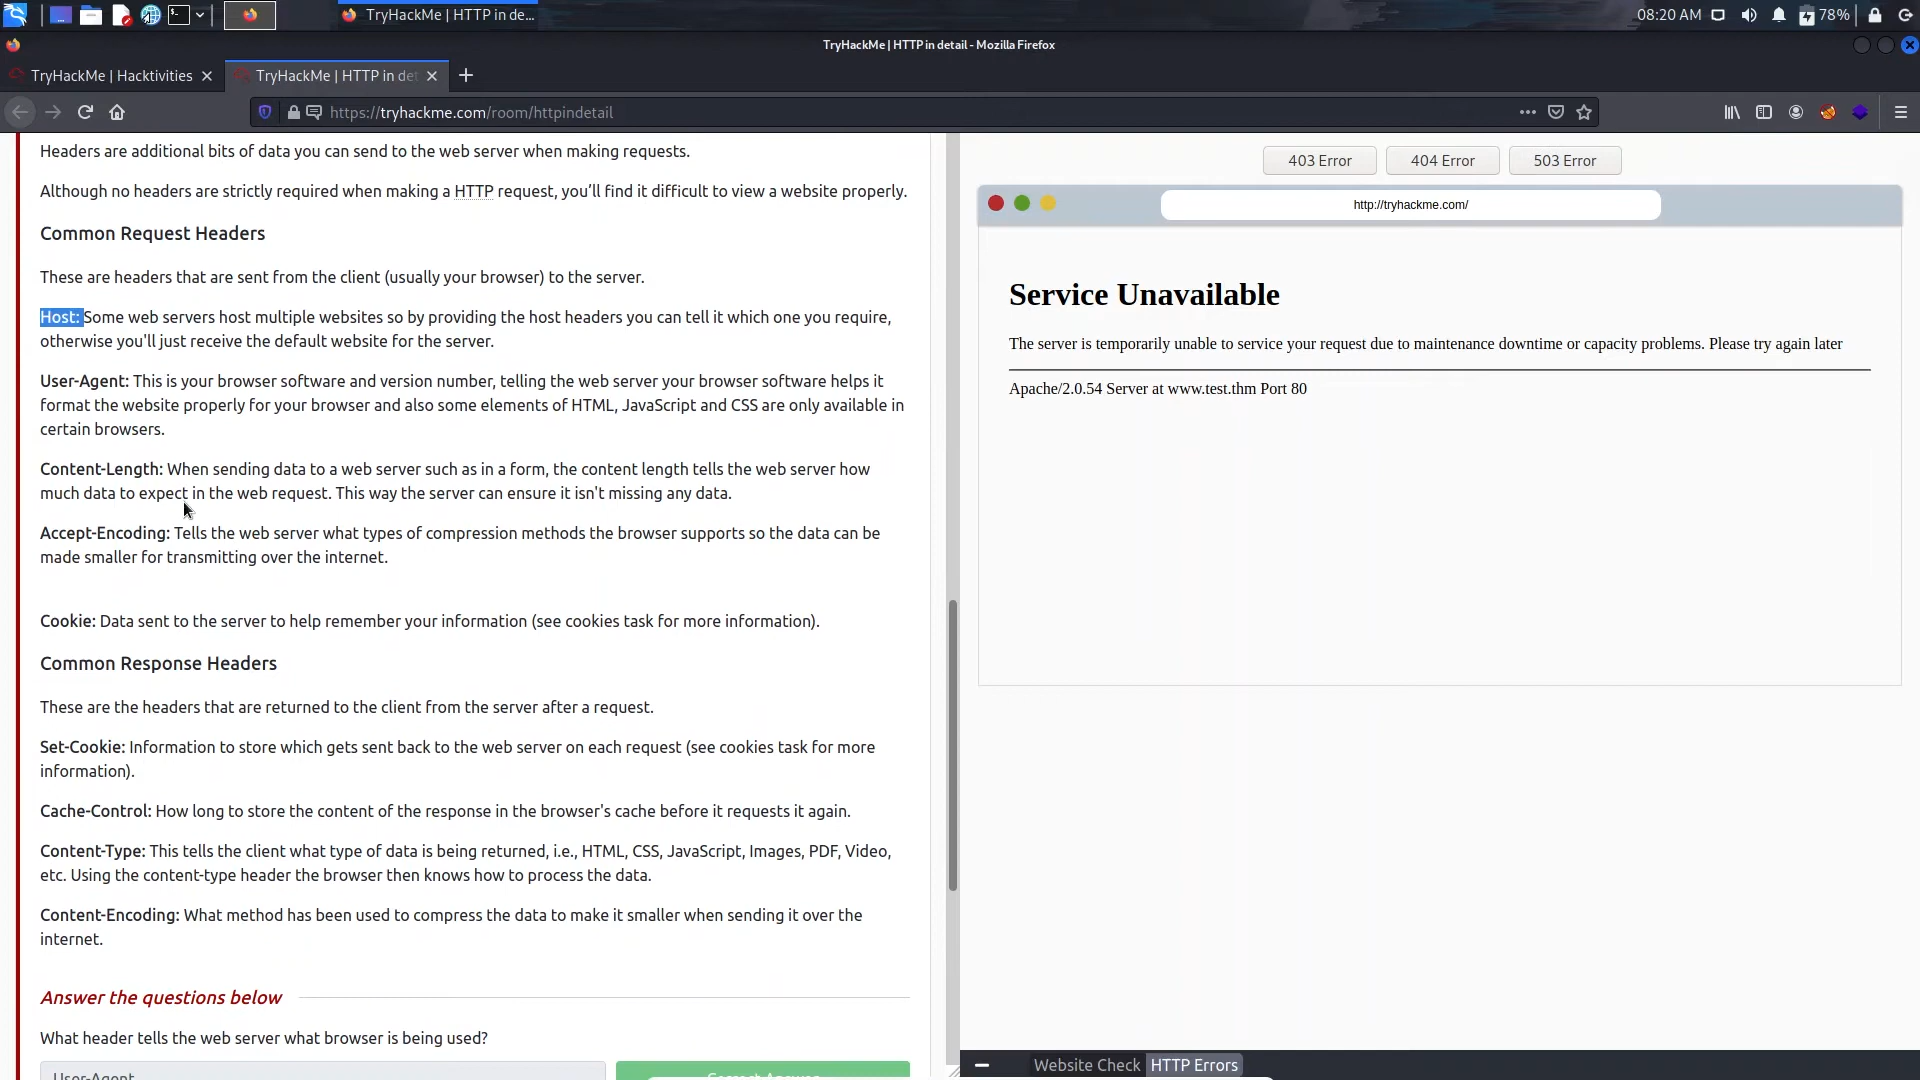 TryHackMe | HTTP in de...
08:20 AM
78%
TryHackMe | HTTP in detail - Mozilla Firefox
TryHackMe | Hacktivities
TryHackMe | HTTP in det
https://tryhackme.com/room/httpindetail
Headers are additional bits of data you can send to the web server when making requests.
Although no headers are strictly required when making a HTTP request, you'll find it difficult to view a website properly.
Common Request Headers
These are headers that are sent from the client (usually your browser) to the server.
Host: Some web servers host multiple websites so by providing the host headers you can tell it which one you require,
otherwise you'll just receive the default website for the server.
User-Agent: This is your browser software and version number, telling the web server your browser software helps it
format the website properly for your browser and also some elements of HTML, JavaScript and CSS are only available in
certain browsers.
Content-Length: When sending data to a web server such as in a form, the content length tells the web server how
much data to expect in the web request. This way the server can ensure it isn't missing any data.
Accept-Encoding: Tells the web server what types of compression methods the browser supports so the data can be
made smaller for transmitting over the internet.
Cookie: Data sent to the server to help remember your information (see cookies task for more information).
Common Response Headers
These are the headers that are returned to the client from the server after a request.
Set-Cookie: Information to store which gets sent back to the web server on each request (see cookies task for more
information).
Cache-Control: How long to store the content of the response in the browser's cache before it requests it again.
Content-Type: This tells the client what type of data is being returned, i.e., HTML, CSS, JavaScript, Images, PDF, Video,
etc. Using the content-type header the browser then knows how to process the data.
Content-Encoding: What method has been used to compress the data to make it smaller when sending it over the
internet.
Answer the questions below
What header tells the web server what browser is being used?
User-Agent
Correct Answer
403 Error
404 Error
503 Error
http://tryhackme.com/
Service Unavailable
The server is temporarily unable to service your request due to maintenance downtime or capacity problems. Please try again later
Apache/2.0.54 Server at www.test.thm Port 80
Website Check
HTTP Errors